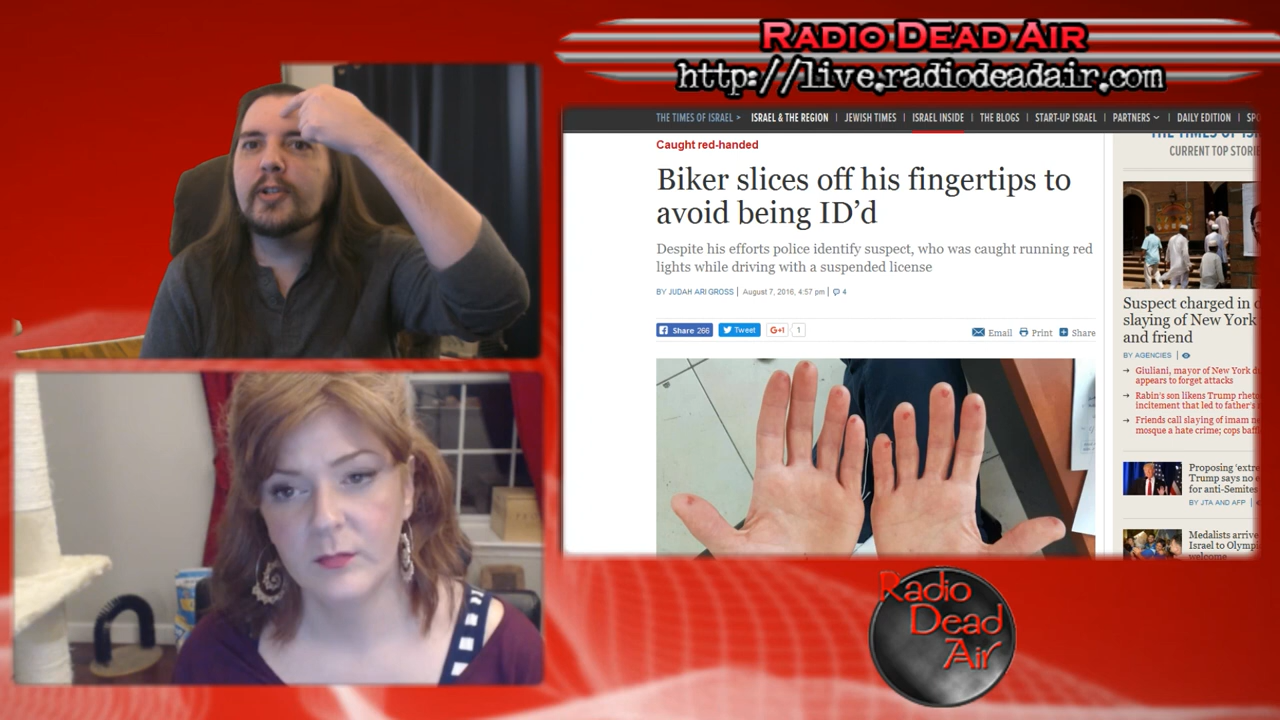 RADIO DEAD AIR
http://live.radiodeadair.com
THE TIMES OF ISRAEL > ISRAEL & THE REGION JEWISH TIMES ISRAEL INSIDE THE BLOGS START-UP ISRAEL PARTNERS DAILY EDITION
CURRENT TOP
Caught red-handed
Biker slices off his fingertips to
avoid being ID'd
Despite his efforts police identify suspect, who was caught running red
lights while driving with a suspended license
BY JUDAH ARI GROSS | August 7, 2016, 4:57 pm | 4
Share 266 Tweet G+1 1
Email Print Share
Suspect charged in
slaying of New York
and friend
BY AGENCIES
Giuliani, mayor of New York
appears to forget attacks
Rabin's son likens Trump
incitement that led to father's
Friends call slaying of imam
mosque a hate crime; cops
Proposing
Trump says no
for anti-Semites
BY JTA AND AFP
Medalists arrive
Israel to
welcome
Radio
Dead
Air